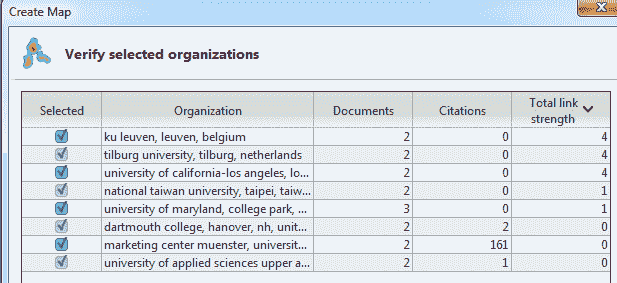 Create Map
Verify selected organizations
Selected Organization Documents Citations Total link strength
ku leuven, leuven, belgium 2 0 4
tilburg university, tilburg, netherlands 2 0 4
university of california-los angeles, lo... 2 0 4
national taiwan university, taipei, taiw... 2 0 1
university of maryland, college park, ... 3 0 1
dartmouth college, hanover, nh, unit... 2 2 0
marketing center muenster, universit... 2 161 0
university of applied sciences upper a... 2 1 0